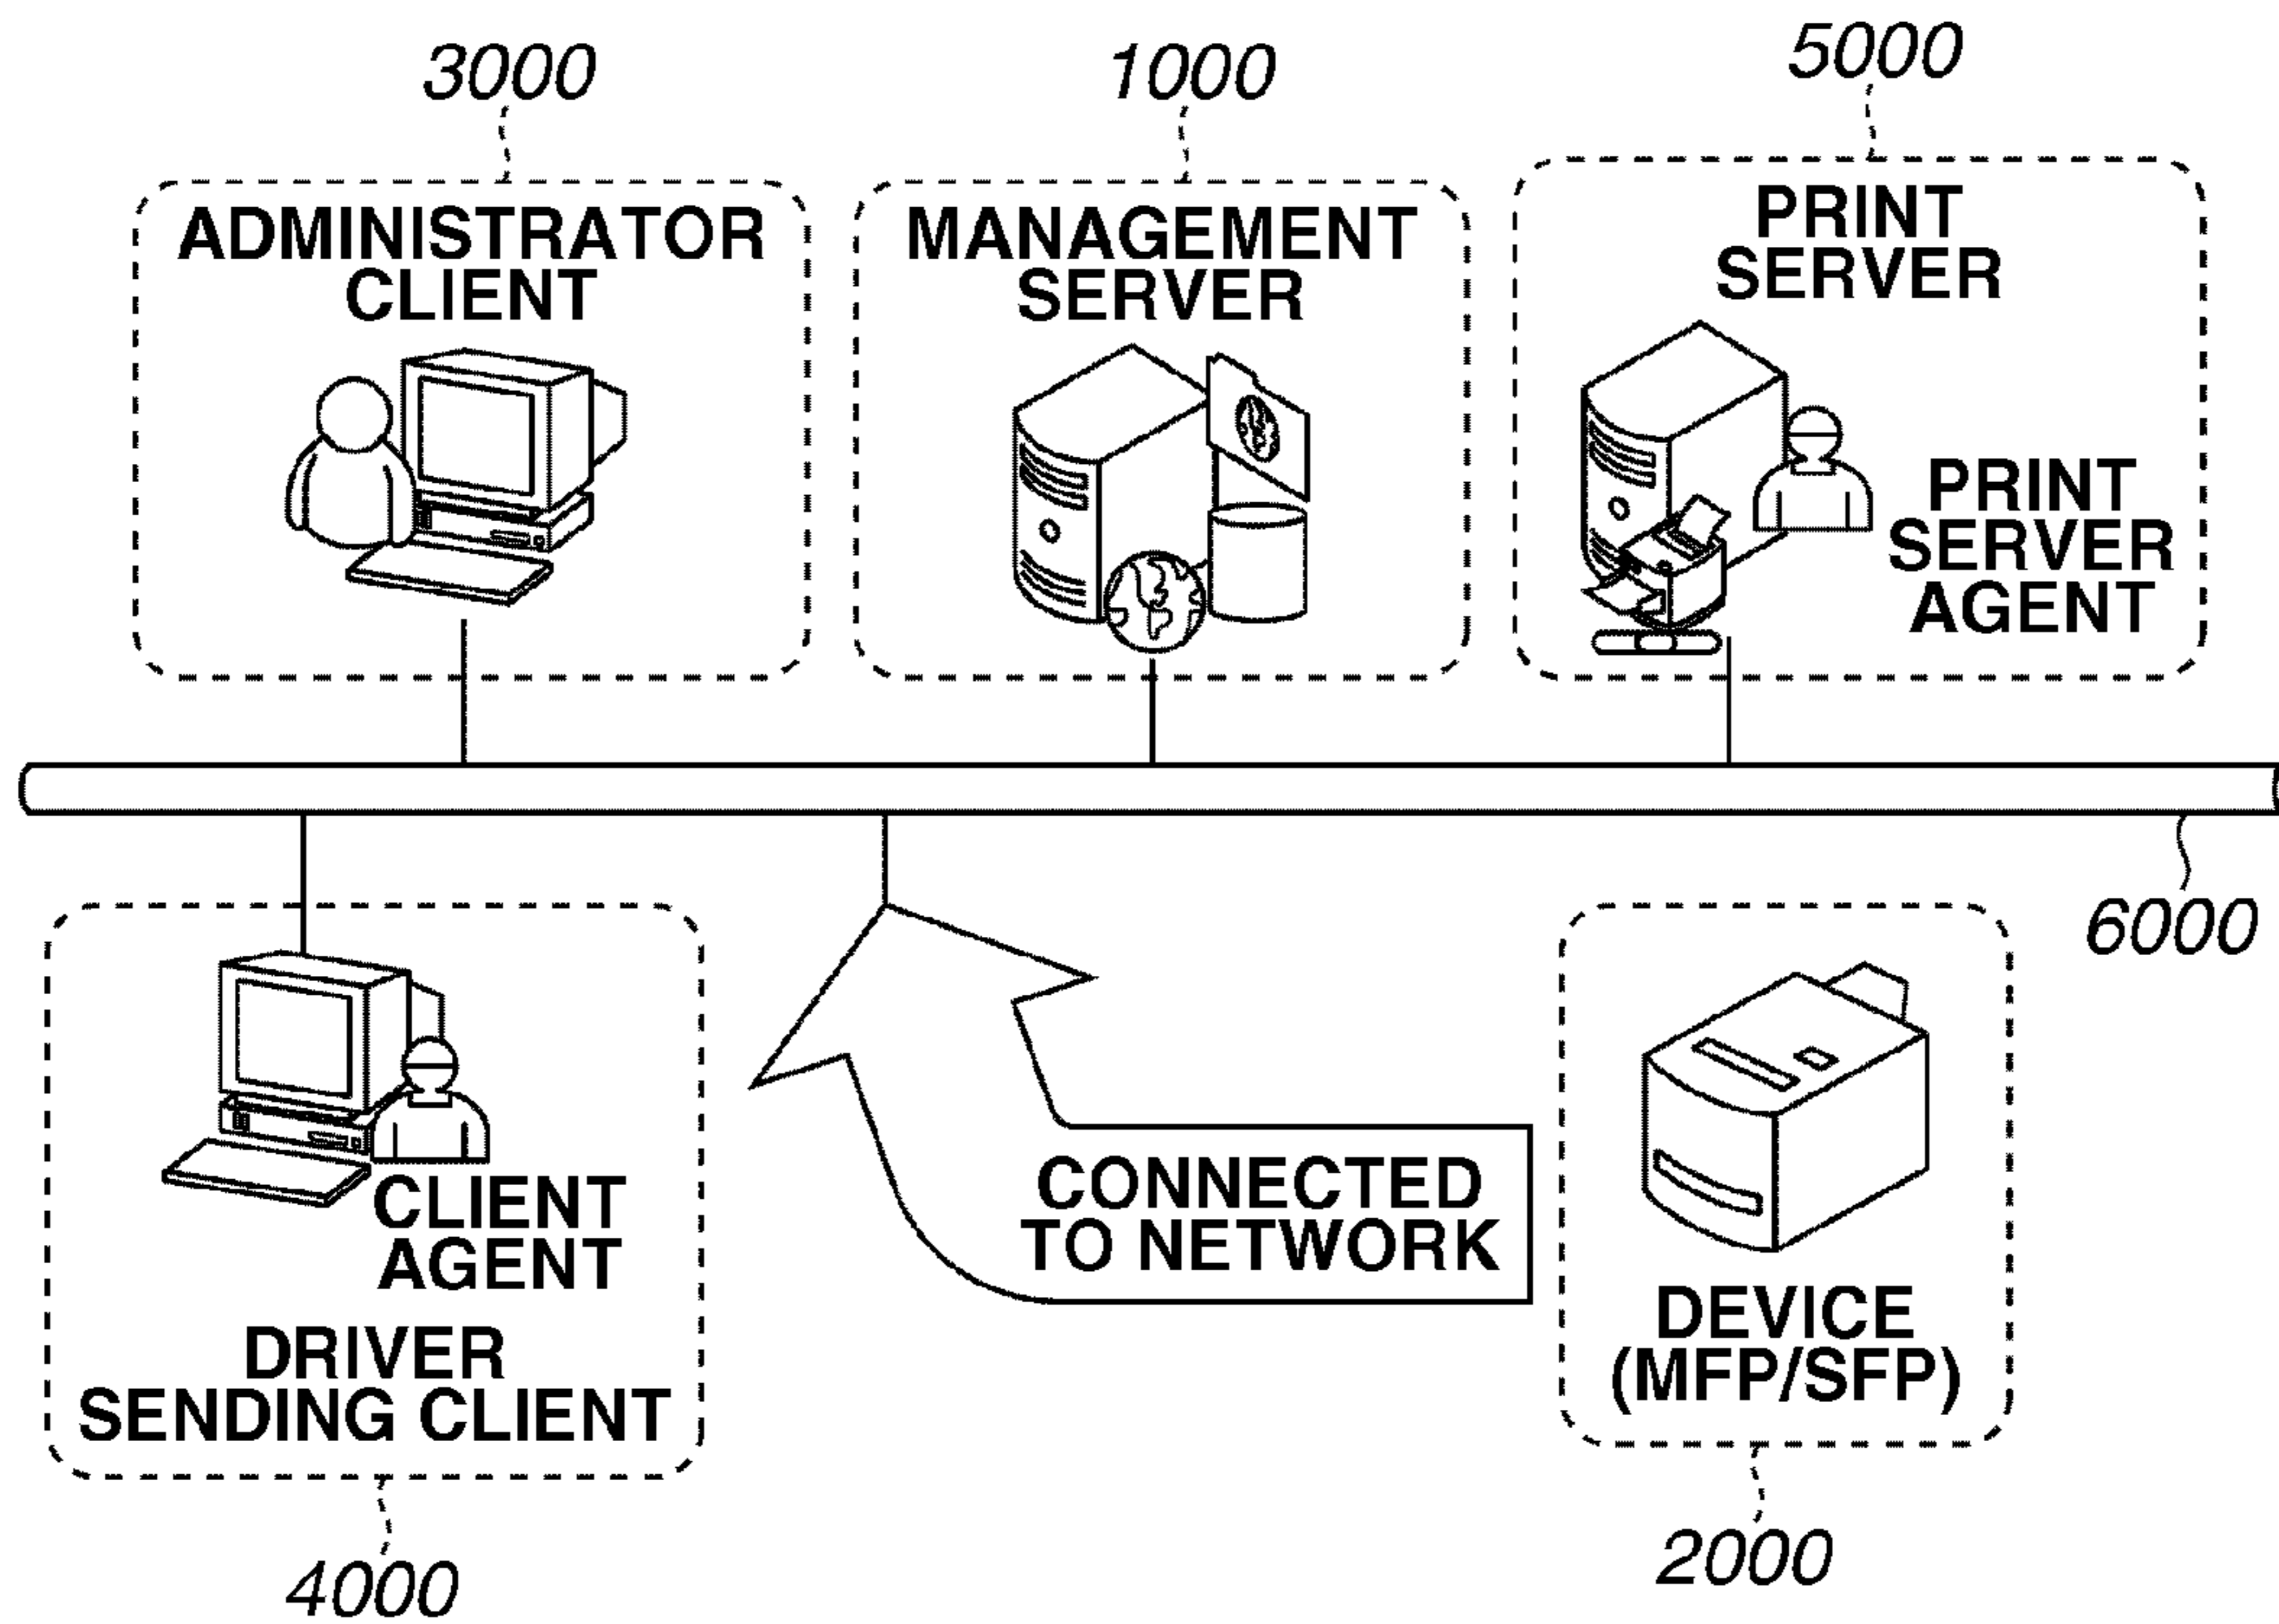 3000
1000
5000
ADMINISTRATOR
CLIENT
MANAGEMENT
SERVER
PRINT
SERVER
PRINT
SERVER
AGENT
6000
CLIENT
AGENT
DRIVER
SENDING CLIENT
CONNECTED
TO NETWORK
DEVICE
(MFP/SFP)
4000
2000